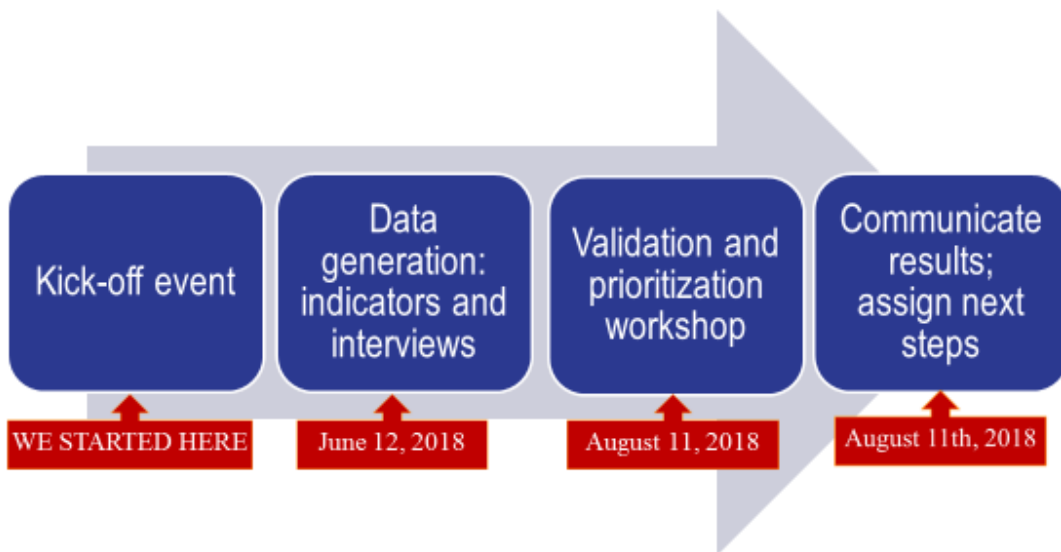 Kick-off event
Data
generation:
indicators and
interviews
Validation and
prioritization
workshop
Communicate
results;
assign next
steps
WE STARTED HERE
June 12, 2018
August 11, 2018
August 11th, 2018